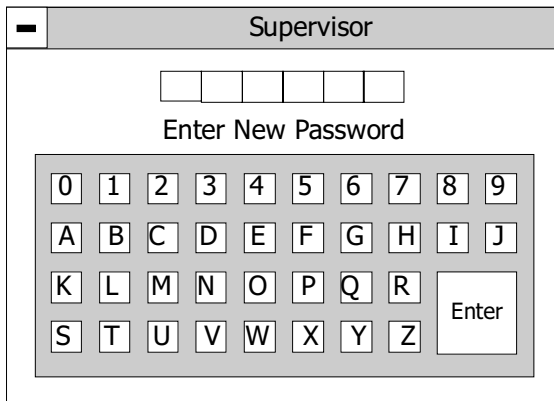 Supervisor
Enter New Password
0 1 2 3 4 5 6 7 8 9
A B C D E F G H I J
K L M N O P Q R
Enter
S T U V W X Y Z